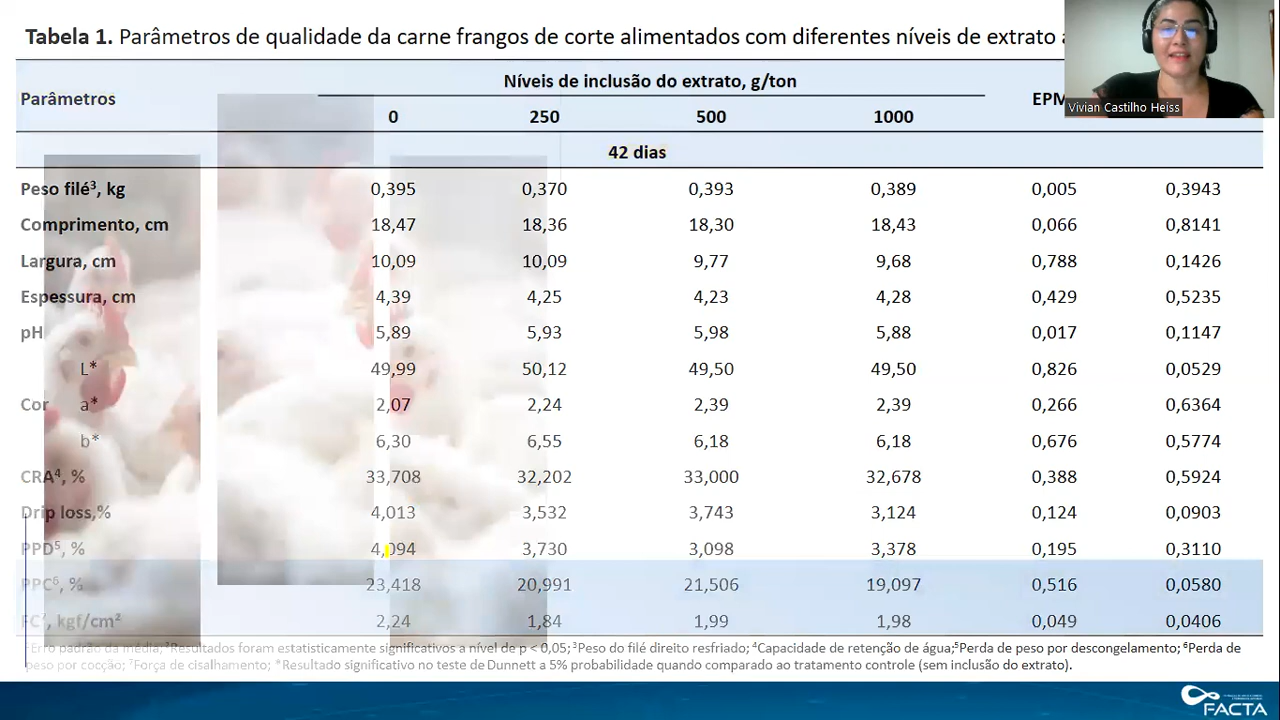 Tabela 1. Parâmetros de qualidade da carne frangos de corte alimentados com diferentes níveis de extrato
Vívian Castilho Heiss
Parâmetros Níveis de inclusão do extrato, g/ton EPM
0 250 500 1000
42 dias
Peso filé³, kg 0,395 0,370 0,393 0,389 0,005 0,3943
Comprimento, cm 18,47 18,36 18,30 18,43 0,066 0,8141
Largura, cm 10,09 10,09 9,77 9,68 0,788 0,1426
Espessura, cm 4,39 4,25 4,23 4,28 0,429 0,5235
pH 5,89 5,93 5,98 5,88 0,017 0,1147
L* 49,99 50,12 49,50 49,50 0,826 0,0529
Cor a* 2,07 2,24 2,39 2,39 0,266 0,6364
b* 6,30 6,55 6,18 6,18 0,676 0,5774
CRA⁴, % 33,708 32,202 33,000 32,678 0,388 0,5924
Drip loss,% 4,013 3,532 3,743 3,124 0,124 0,0903
PPD⁵, % 4,094 3,730 3,098 3,378 0,195 0,3110
PPC⁶, % 23,418 20,991 21,506 19,097 0,516 0,0580
FC⁷, kgf/cm² 2,24 1,84 1,99 1,98 0,049 0,0406
¹Erro padrão da média; ²Resultados foram estatisticamente significativos a nível de p < 0,05; ³Peso do filé direito resfriado; ⁴Capacidade de retenção de água;⁵Perda de peso por descongelamento; ⁶Perda de
peso por cocção; ⁷Força de cisalhamento; *Resultado significativo no teste de Dunnett a 5% probabilidade quando comparado ao tratamento controle (sem inclusão do extrato).
FACTA